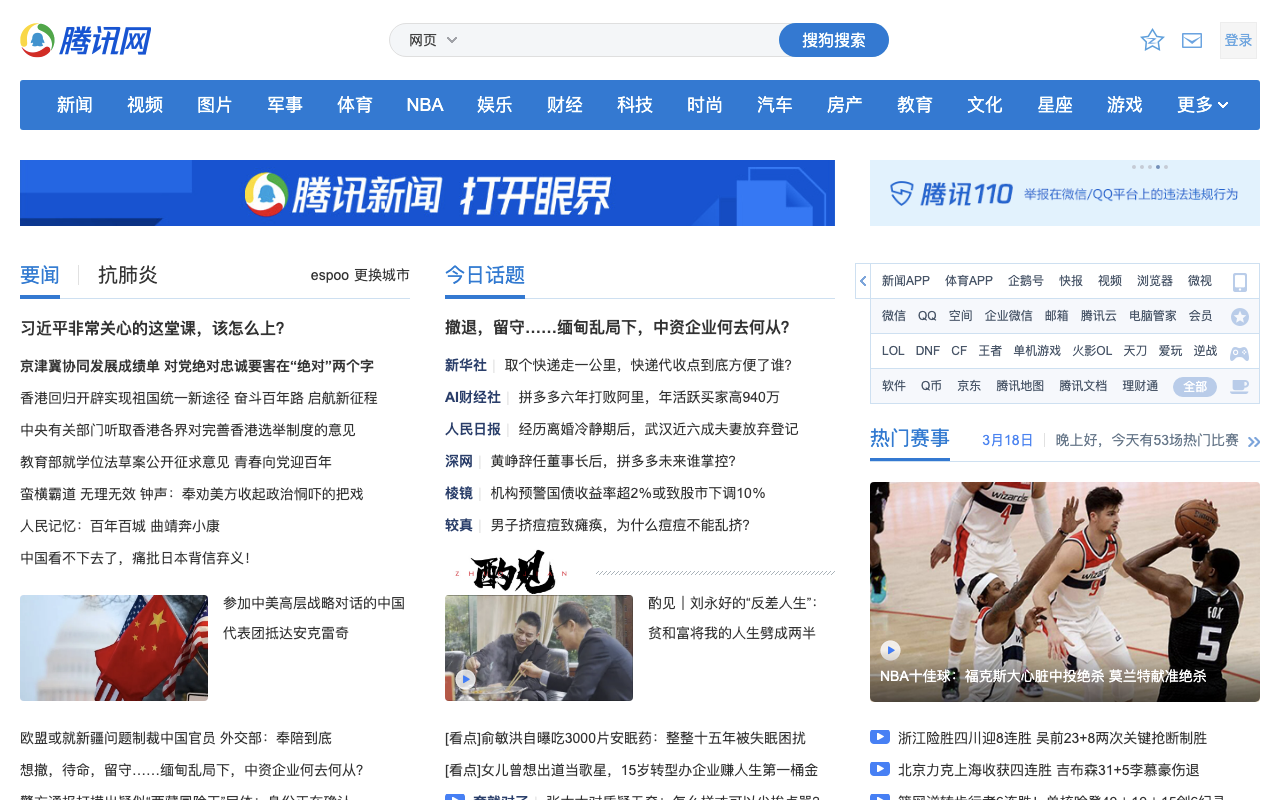 腾讯网
网页
搜狗搜索
登录
新闻 视频 图片 军事 体育 NBA 娱乐 财经 科技 时尚 汽车 房产 教育 文化 星座 游戏 更多
腾讯新闻 打开眼界
腾讯110 举报在微信/QQ平台上的违法违规行为
要闻 抗肺炎 espoo 更换城市
习近平非常关心的这堂课，该怎么上？
京津冀协同发展成绩单 对党绝对忠诚要害在“绝对”两个字
香港回归开辟实现祖国统一新途径 奋斗百年路 启航新征程
中央有关部门听取香港各界对完善香港选举制度的意见
教育部就学位法草案公开征求意见 青春向党迎百年
蛮横霸道 无理无效 钟声：奉劝美方收起政治恫吓的把戏
人民记忆：百年百城 曲靖奔小康
中国看不下去了，痛批日本背信弃义！
参加中美高层战略对话的中国
代表团抵达安克雷奇
欧盟或就新疆问题制裁中国官员 外交部：奉陪到底
想撤，待命，留守……缅甸乱局下，中资企业何去何从?
今日话题
撤退，留守……缅甸乱局下，中资企业何去何从？
新华社 取个快递走一公里，快递代收点到底方便了谁？
AI财经社 拼多多六年打败阿里，年活跃买家高940万
人民日报 经历离婚冷静期后，武汉近六成夫妻放弃登记
深网 黄峥辞任董事长后，拼多多未来谁掌控？
棱镜 机构预警国债收益率超2%或致股市下调10%
较真 男子挤痘痘致瘫痪，为什么痘痘不能乱挤？
酌见
酌见｜刘永好的“反差人生”：
贫和富将我的人生劈成两半
[看点]俞敏洪自曝吃3000片安眠药：整整十五年被失眠困扰
[看点]女儿曾想出道当歌星，15岁转型办企业赚人生第一桶金
新闻APP 体育APP 企鹅号 快报 视频 浏览器 微视
微信 QQ 空间 企业微信 邮箱 腾讯云 电脑管家 会员
LOL DNF CF 王者 单机游戏 火影OL 天刀 爱玩 逆战
软件 Q币 京东 腾讯地图 腾讯文档 理财通 全部
热门赛事 3月18日 晚上好，今天有53场热门比赛
wizards
4
wizards
9
FOX
5
NBA十佳球：福克斯大心脏中投绝杀 莫兰特献准绝杀
浙江险胜四川迎8连胜 吴前23+8两次关键抢断制胜
北京力克上海收获四连胜 吉布森31+5李慕豪伤退